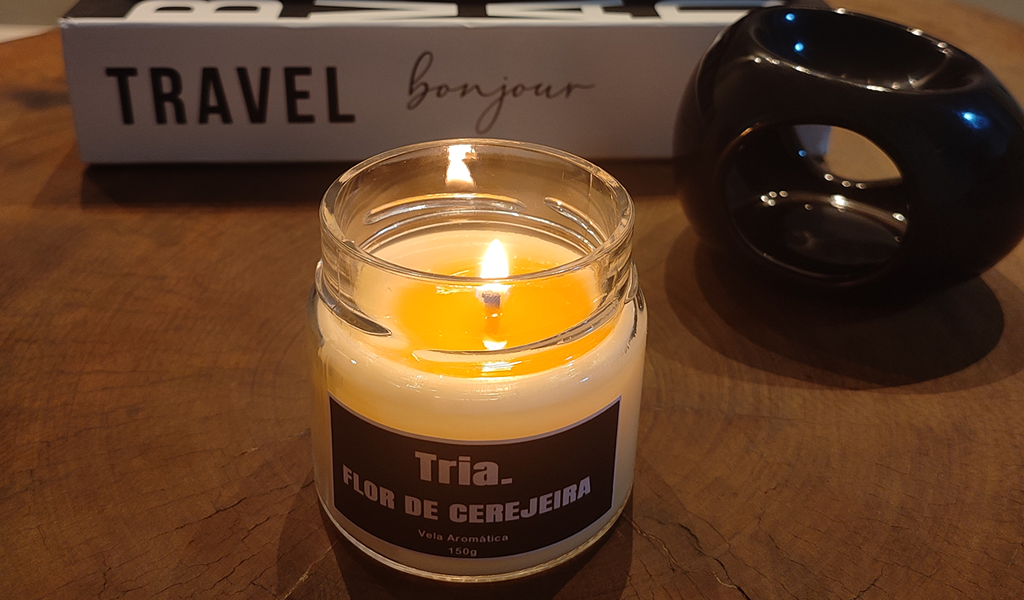 TRAVEL bonjour
Tria.
FLOR DE CEREJEIRA
Vela Aromática
150g